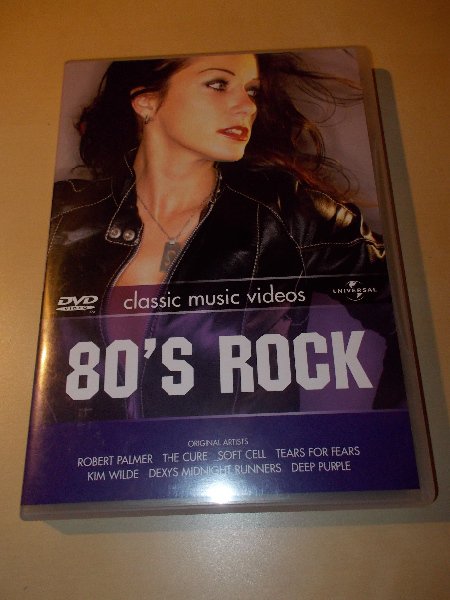 DVD
VIDEO
classic music videos
UNIVERSAL
80'S ROCK
ORIGINAL ARTISTS
ROBERT PALMER THE CURE SOFT CELL TEARS FOR FEARS
KIM WILDE DEXYS MIDNIGHT RUNNERS DEEP PURPLE